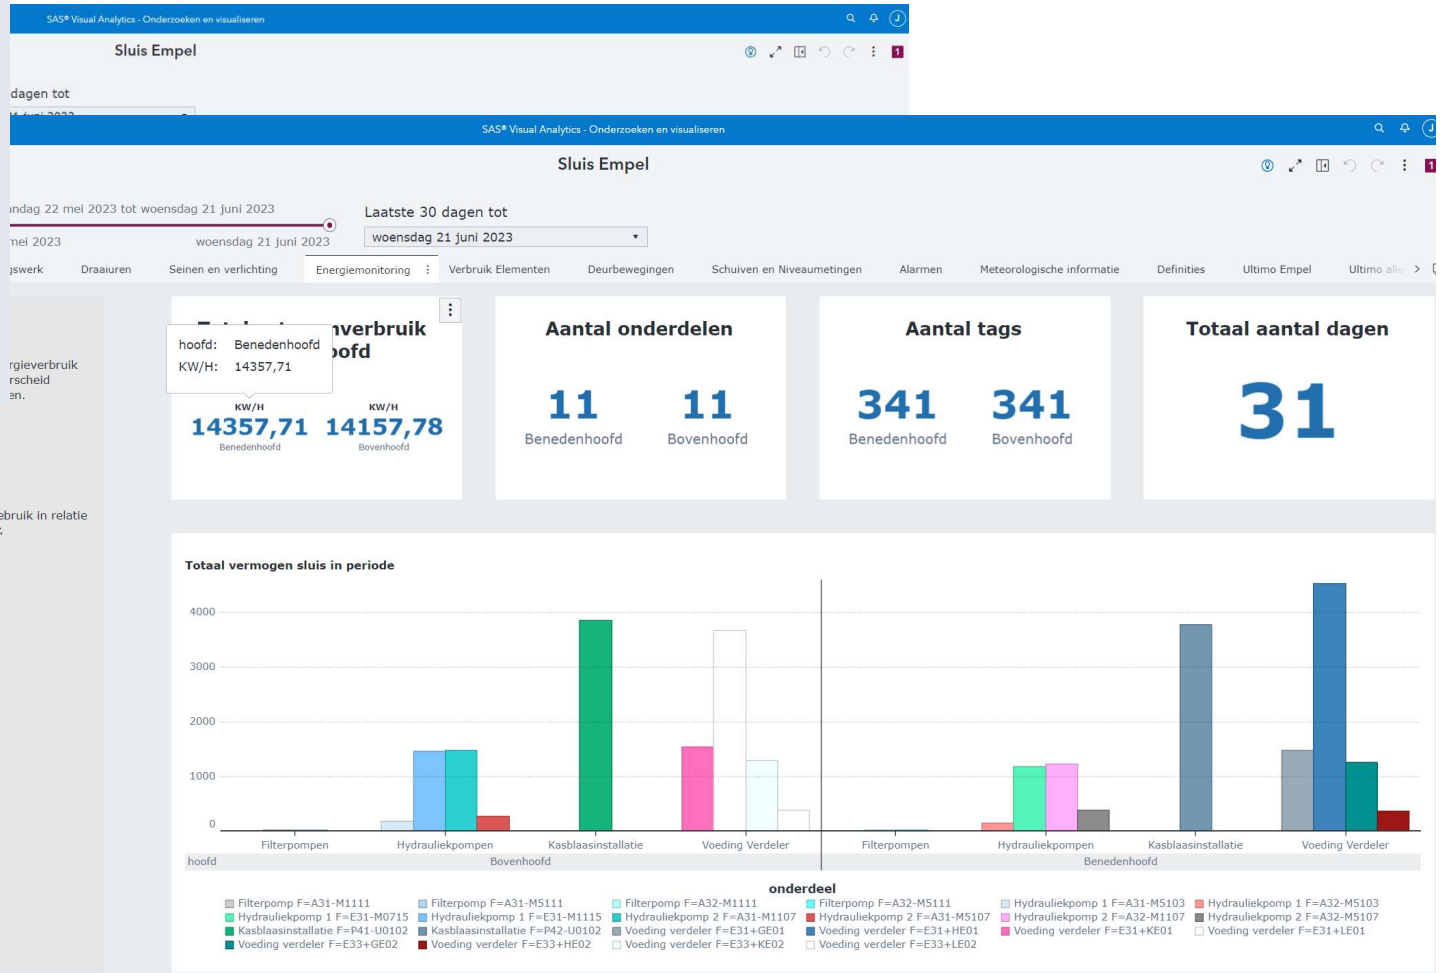 SAS® Visual Analytics - Onderzoeken en visualiseren
J
Sluis Empel
1
dagen tot
SAS® Visual Analytics - Onderzoeken en visualiseren
J
Sluis Empel
1
andag 22 mei 2023 tot woensdag 21 juni 2023
Laatste 30 dagen tot
mei 2023
woensdag 21 juni 2023
woensdag 21 juni 2023
gswerk Draaiuren Seinen en verlichting Energiemonitoring Verbruik Elementen Deurbewegingen Schuiven en Niveaumetingen Alarmen Meteorologische informatie Definities Ultimo Empel Ultimo alle
nverbruik
oofd
hoofd: Benedenhoofd
KW/H: 14357,71
KW/H KW/H
14357,71 14157,78
Benedenhoofd Bovenhoofd
Aantal onderdelen
11 11
Benedenhoofd Bovenhoofd
Aantal tags
341 341
Benedenhoofd Bovenhoofd
Totaal aantal dagen
31
rgieverbruik
rscheid
en.
ebruik in relatie
Totaal vermogen sluis in periode
4000
3000
2000
1000
0
Filterpompen Hydrauliekpompen Kasblaasinstallatie Voeding Verdeler Filterpompen Hydrauliekpompen Kasblaasinstallatie Voeding Verdeler
hoofd Bovenhoofd Benedenhoofd
onderdeel
Filterpomp F=A31-M1111 Filterpomp F=A31-M5111 Filterpomp F=A32-M1111 Filterpomp F=A32-M5111 Hydrauliekpomp 1 F=A31-M5103 Hydrauliekpomp 1 F=A32-M5103
Hydrauliekpomp 1 F=E31-M0715 Hydrauliekpomp 1 F=E31-M1115 Hydrauliekpomp 2 F=A31-M1107 Hydrauliekpomp 2 F=A31-M5107 Hydrauliekpomp 2 F=A32-M1107 Hydrauliekpomp 2 F=A32-M5107
Kasblaasinstallatie F=P41-U0102 Kasblaasinstallatie F=P42-U0102 Voeding verdeler F=E31+GE01 Voeding verdeler F=E31+HE01 Voeding verdeler F=E31+KE01 Voeding verdeler F=E31+LE01
Voeding verdeler F=E33+GE02 Voeding verdeler F=E33+HE02 Voeding verdeler F=E33+KE02 Voeding verdeler F=E33+LE02